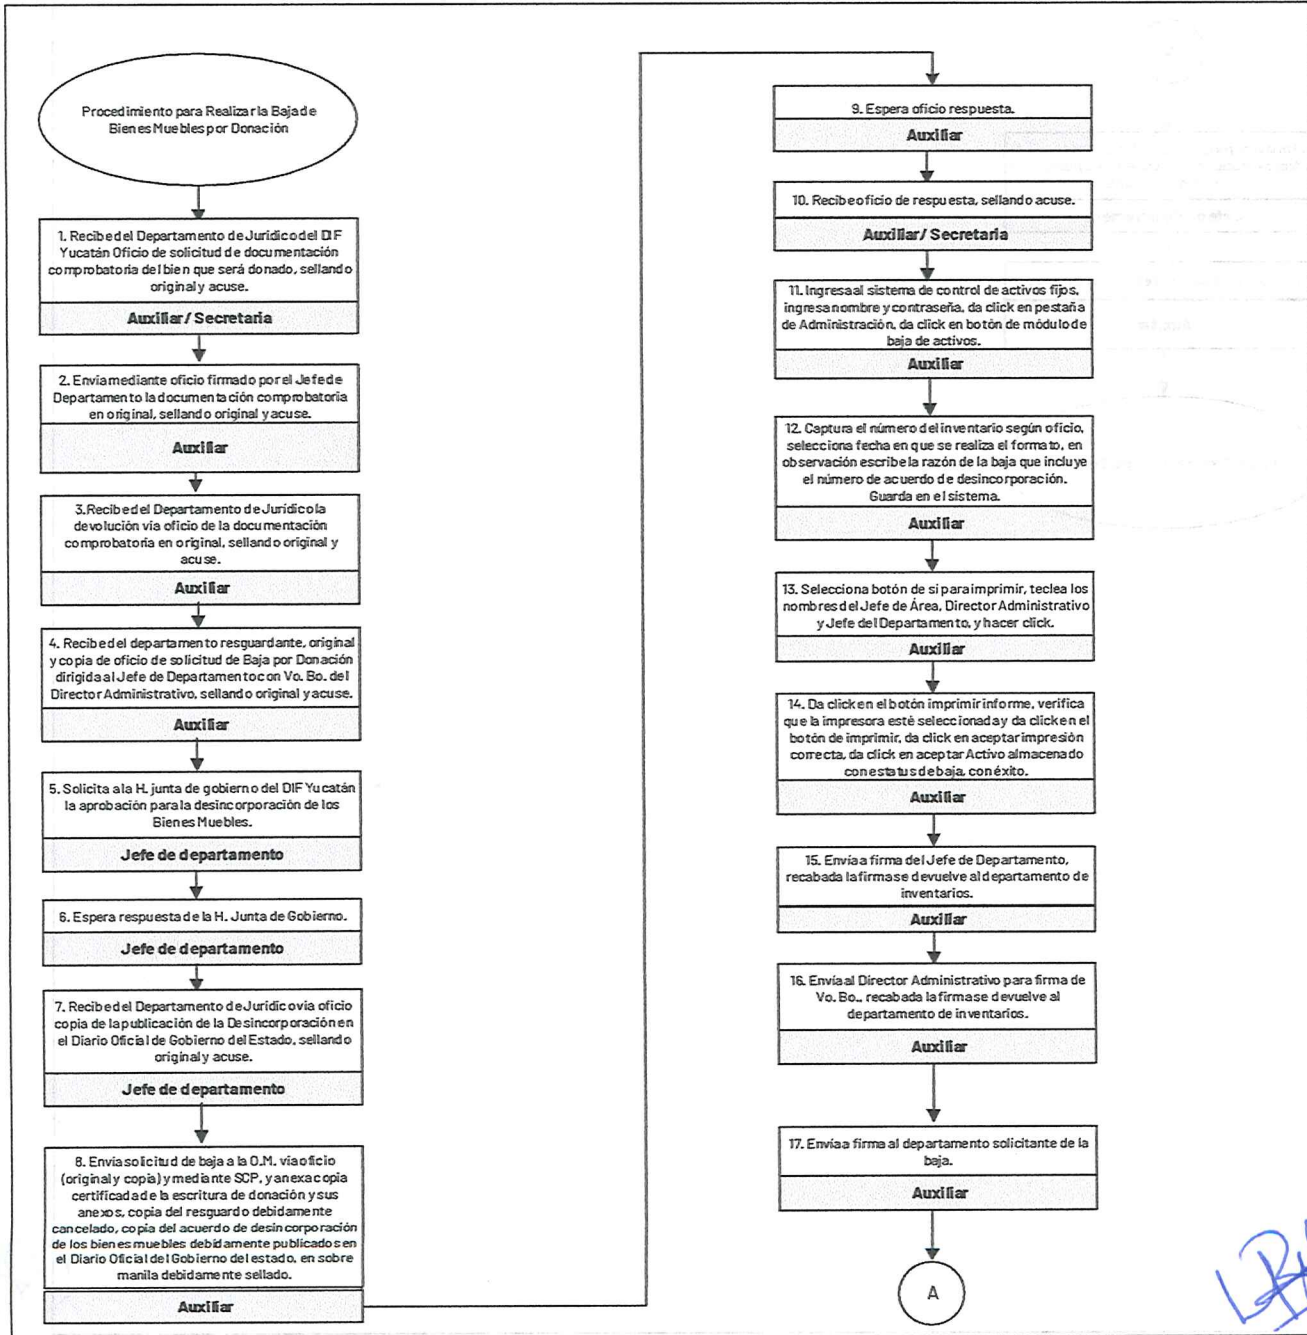 Procedimiento para Realizar la Baja de
Bienes Muebles por Donación
1. Recibe del Departamento de Jurídico del DIF
Yucatán Oficio de solicitud de documentación
comprobatoria del bien que será donado, sellando
original y acuse.
Auxiliar/ Secretaria
2. Envia mediante oficio firmado por el Jefe de
Departamento la documentación comprobatoria
en original, sellando original y acuse.
Auxiliar
3.Recibe del Departamento de Jurídico la
devolución via oficio de la documentación
comprobatoria en original, sellando original y
acuse.
Auxiliar
4. Recibe del departamento resguardante, original
y copia de oficio de solicitud de Baja por Donación
dirigida al Jefe de Departamento con Vo. Bo. del
Director Administrativo, sellando original y acuse.
Auxiliar
5. Solicita a la H. junta de gobierno del DIF Yucatán
la aprobación para la desincorporación de los
Bienes Muebles.
Jefe de departamento
6. Espera respuesta de la H. Junta de Gobierno.
Jefe de departamento
7. Recibe del Departamento de Jurídico via oficio
copia de la publicación de la Desincorporación en
el Diario Oficial de Gobierno del Estado, sellando
original y acuse.
Jefe de departamento
8. Envía solicitud de baja a la O.M. via oficio
(original y copia) y mediante SCP, y anexa copia
certificada de la escritura de donación y sus
anexos, copia del resguardo debidamente
cancelado, copia del acuerdo de desincorporación
de los bienes muebles debidamente publicados en
el Diario Oficial del Gobierno del estado, en sobre
manila debidamente sellado.
Auxiliar
9. Espera oficio respuesta.
Auxiliar
10. Recibe oficio de respuesta, sellando acuse.
Auxiliar/ Secretaria
11. Ingresa al sistema de control de activos fijos,
ingresa nombre y contraseña, da click en pestaña
de Administración, da click en botón de módulo de
baja de activos.
Auxiliar
12. Captura el número del inventario según oficio,
selecciona fecha en que se realiza el formato, en
observación escribe la razón de la baja que incluye
el número de acuerdo de desincorporación.
Guarda en el sistema.
Auxiliar
13. Selecciona botón de si para imprimir, teclea los
nombres del Jefe de Área, Director Administrativo
y Jefe del Departamento, y hacer click.
Auxiliar
14. Da click en el botón imprimir informe, verifica
que la impresora esté seleccionada y da click en el
botón de imprimir, da click en aceptar impresión
correcta, da click en aceptar Activo almacenado
con estatus de baja, con éxito.
Auxiliar
15. Envía a firma del Jefe de Departamento,
recabada la firma se devuelve al departamento de
inventarios.
Auxiliar
16. Envía al Director Administrativo para firma de
Vo. Bo., recabada la firma se devuelve al
departamento de inventarios.
Auxiliar
17. Envía a firma al departamento solicitante de la
baja.
Auxiliar
A